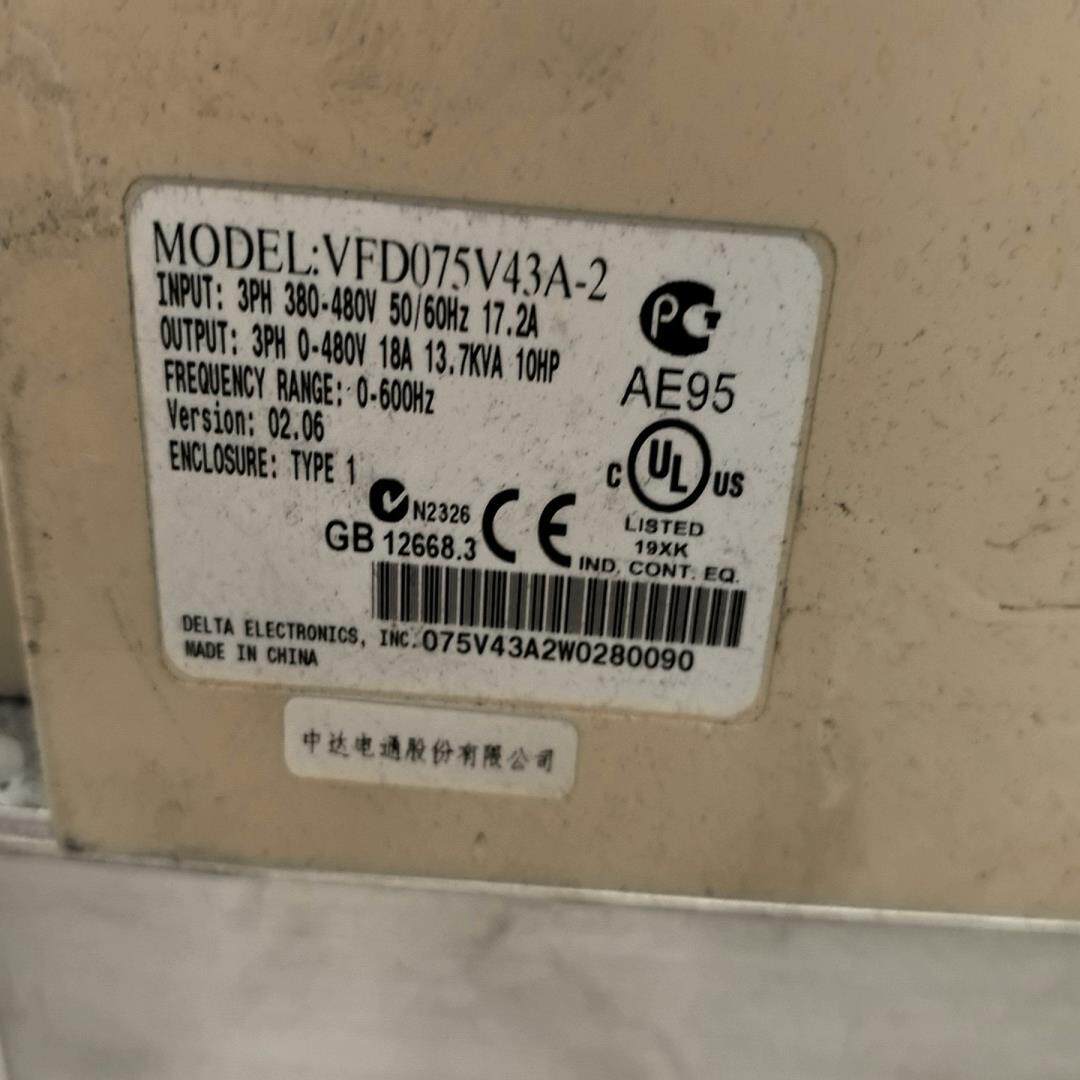 MODEL:VFD075V43A-2
INPUT: 3PH 380-480V 50/60Hz 17.2A
OUTPUT: 3PH 0-480V 18A 13.7KVA 10HP
FREQUENCY RANGE: 0-600Hz
Version: 02.06
ENCLOSURE: TYPE 1
PG
AE95
C UL US
LISTED
19XK
IND. CONT. EQ.
N2326
GB 12668.3
CE
DELTA ELECTRONICS, INC.
MADE IN CHINA
075V43A2W0280090
中达电通股份有限公司